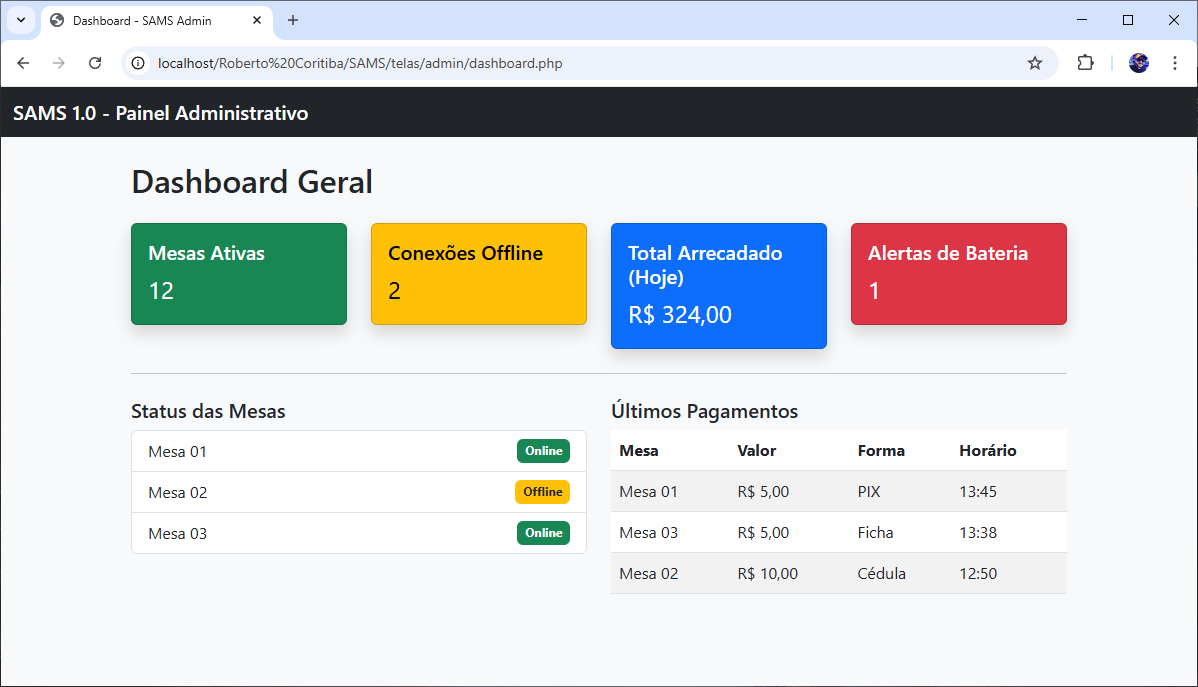 Dashboard - SAMS Admin
localhost/Roberto%20Coritiba/SAMS/telas/admin/dashboard.php
SAMS 1.0 - Painel Administrativo
Dashboard Geral
Mesas Ativas
12
Conexões Offline
2
Total Arrecadado
(Hoje)
R$ 324,00
Alertas de Bateria
1
Status das Mesas
Mesa 01 Online
Mesa 02 Offline
Mesa 03 Online
Últimos Pagamentos
Mesa Valor Forma Horário
Mesa 01 R$ 5,00 PIX 13:45
Mesa 03 R$ 5,00 Ficha 13:38
Mesa 02 R$ 10,00 Cédula 12:50